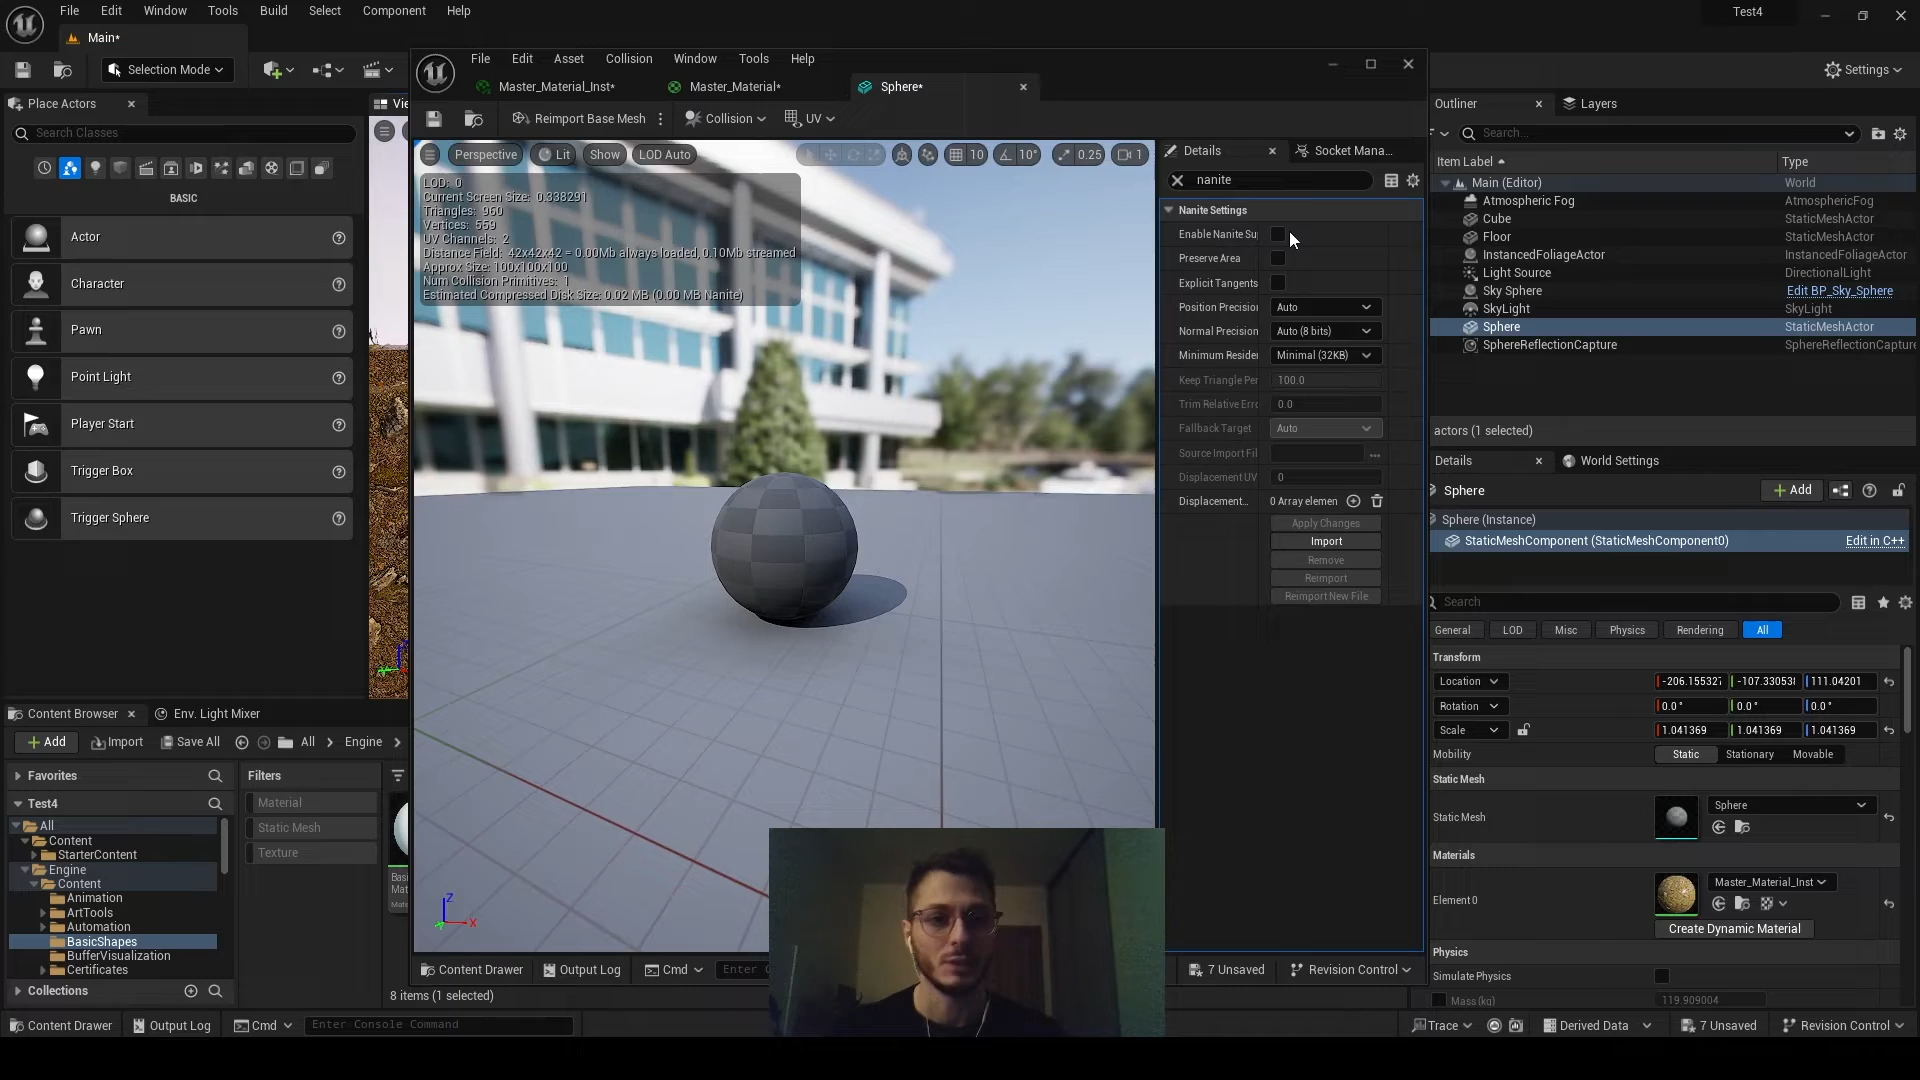 File Edit Window Tools Build Select Component Help
Test4
Main*
Selection Mode
Settings
Place Actors
Search Classes
BASIC
Actor
Character
Pawn
Point Light
Player Start
Trigger Box
Trigger Sphere
File Edit Asset Collision Window Tools Help
Master_Material_Inst* Master_Material* Sphere*
Reimport Base Mesh Collision UV
Perspective Lit Show LOD Auto 10 10° 0.25 1
LOD: 0
Current Screen Size: 0.338291
Triangles: 960
Vertices: 559
UV Channels: 2
Distance Field: 42x42x42 = 0.00Mb always loaded, 0.10Mb streamed
Approx Size: 100x100x100
Num Collision Primitives: 1
Estimated Compressed Disk Size: 0.02 MB (0.00 MB Nanite)
Z
X
Details Socket Mana...
nanite
Nanite Settings
Enable Nanite Su
Preserve Area
Explicit Tangents
Position Precision Auto
Normal Precision Auto (8 bits)
Minimum Resider Minimal (32KB)
Keep Triangle Per 100.0
Trim Relative Erro 0.0
Fallback Target Auto
Source Import Fil ...
Displacement UV 0
Displacement... 0 Array elemen
Apply Changes
Import
Remove
Reimport
Reimport New File
Content Drawer Output Log Cmd 7 Unsaved Revision Control
Outliner Layers
Search...
Item Label Type
Main (Editor) World
Atmospheric Fog AtmosphericFog
Cube StaticMeshActor
Floor StaticMeshActor
InstancedFoliageActor InstancedFoliageActor
Light Source DirectionalLight
Sky Sphere Edit BP_Sky_Sphere
SkyLight SkyLight
Sphere StaticMeshActor
SphereReflectionCapture SphereReflectionCapture
actors (1 selected)
Details World Settings
Sphere Add
Sphere (Instance)
StaticMeshComponent (StaticMeshComponent0) Edit in C++
Search
General LOD Misc Physics Rendering All
Transform
Location -206.155327 -107.330538 111.04201
Rotation 0.0° 0.0° 0.0°
Scale 1.041369 1.041369 1.041369
Mobility Static Stationary Movable
Static Mesh
Static Mesh Sphere
Materials
Element 0 Master_Material_Inst
Create Dynamic Material
Physics
Simulate Physics
Mass (kg) 119.909004
Content Browser Env. Light Mixer
Add Import Save All All Engine
Favorites
Test4
All
Content
StarterContent
Engine
Content
Animation
ArtTools
Automation
BasicShapes
BufferVisualization
Certificates
Collections
Filters
Material
Static Mesh
Texture
8 items (1 selected)
Content Drawer Output Log Cmd Enter Console Command
Trace Derived Data 7 Unsaved Revision Control